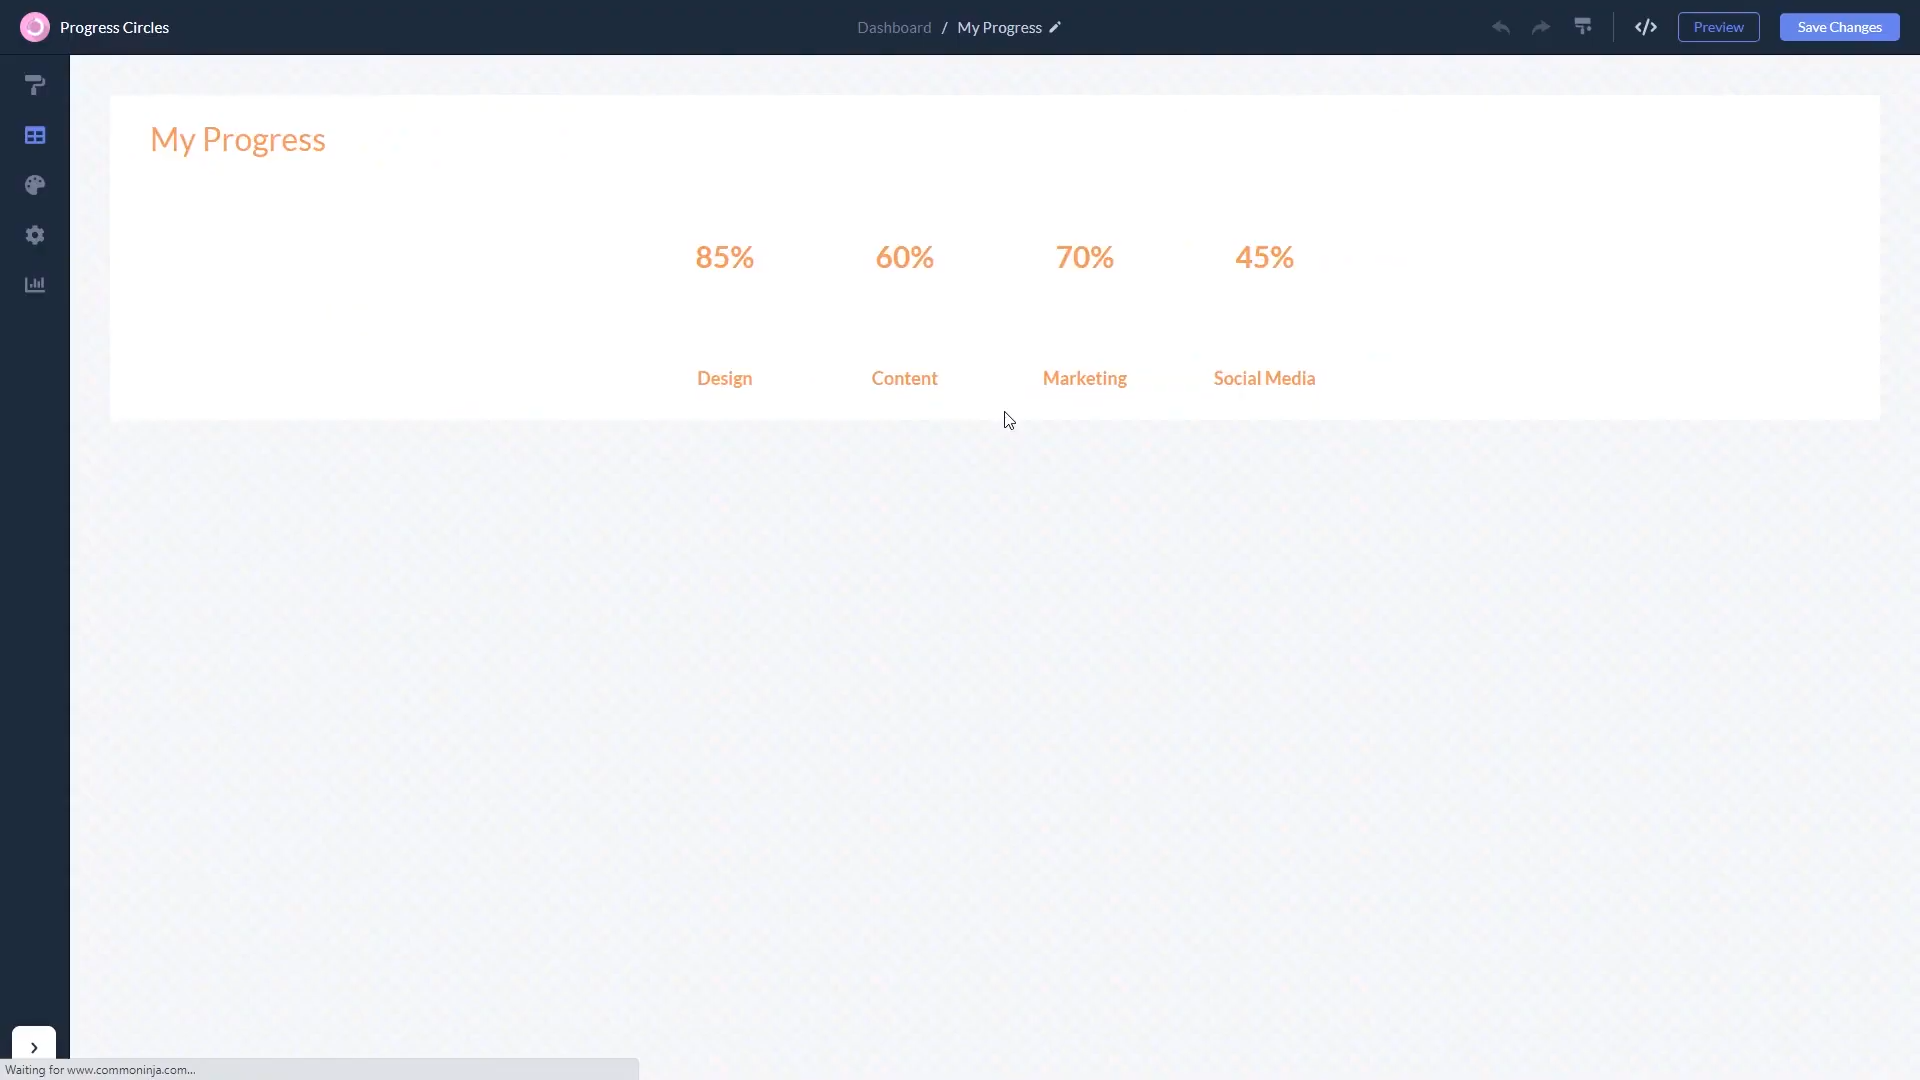 Progress Circles
Dashboard / My Progress
</> Preview Save Changes
My Progress
85% 60% 70% 45%
Design Content Marketing Social Media
Waiting for www.commoninja.com...